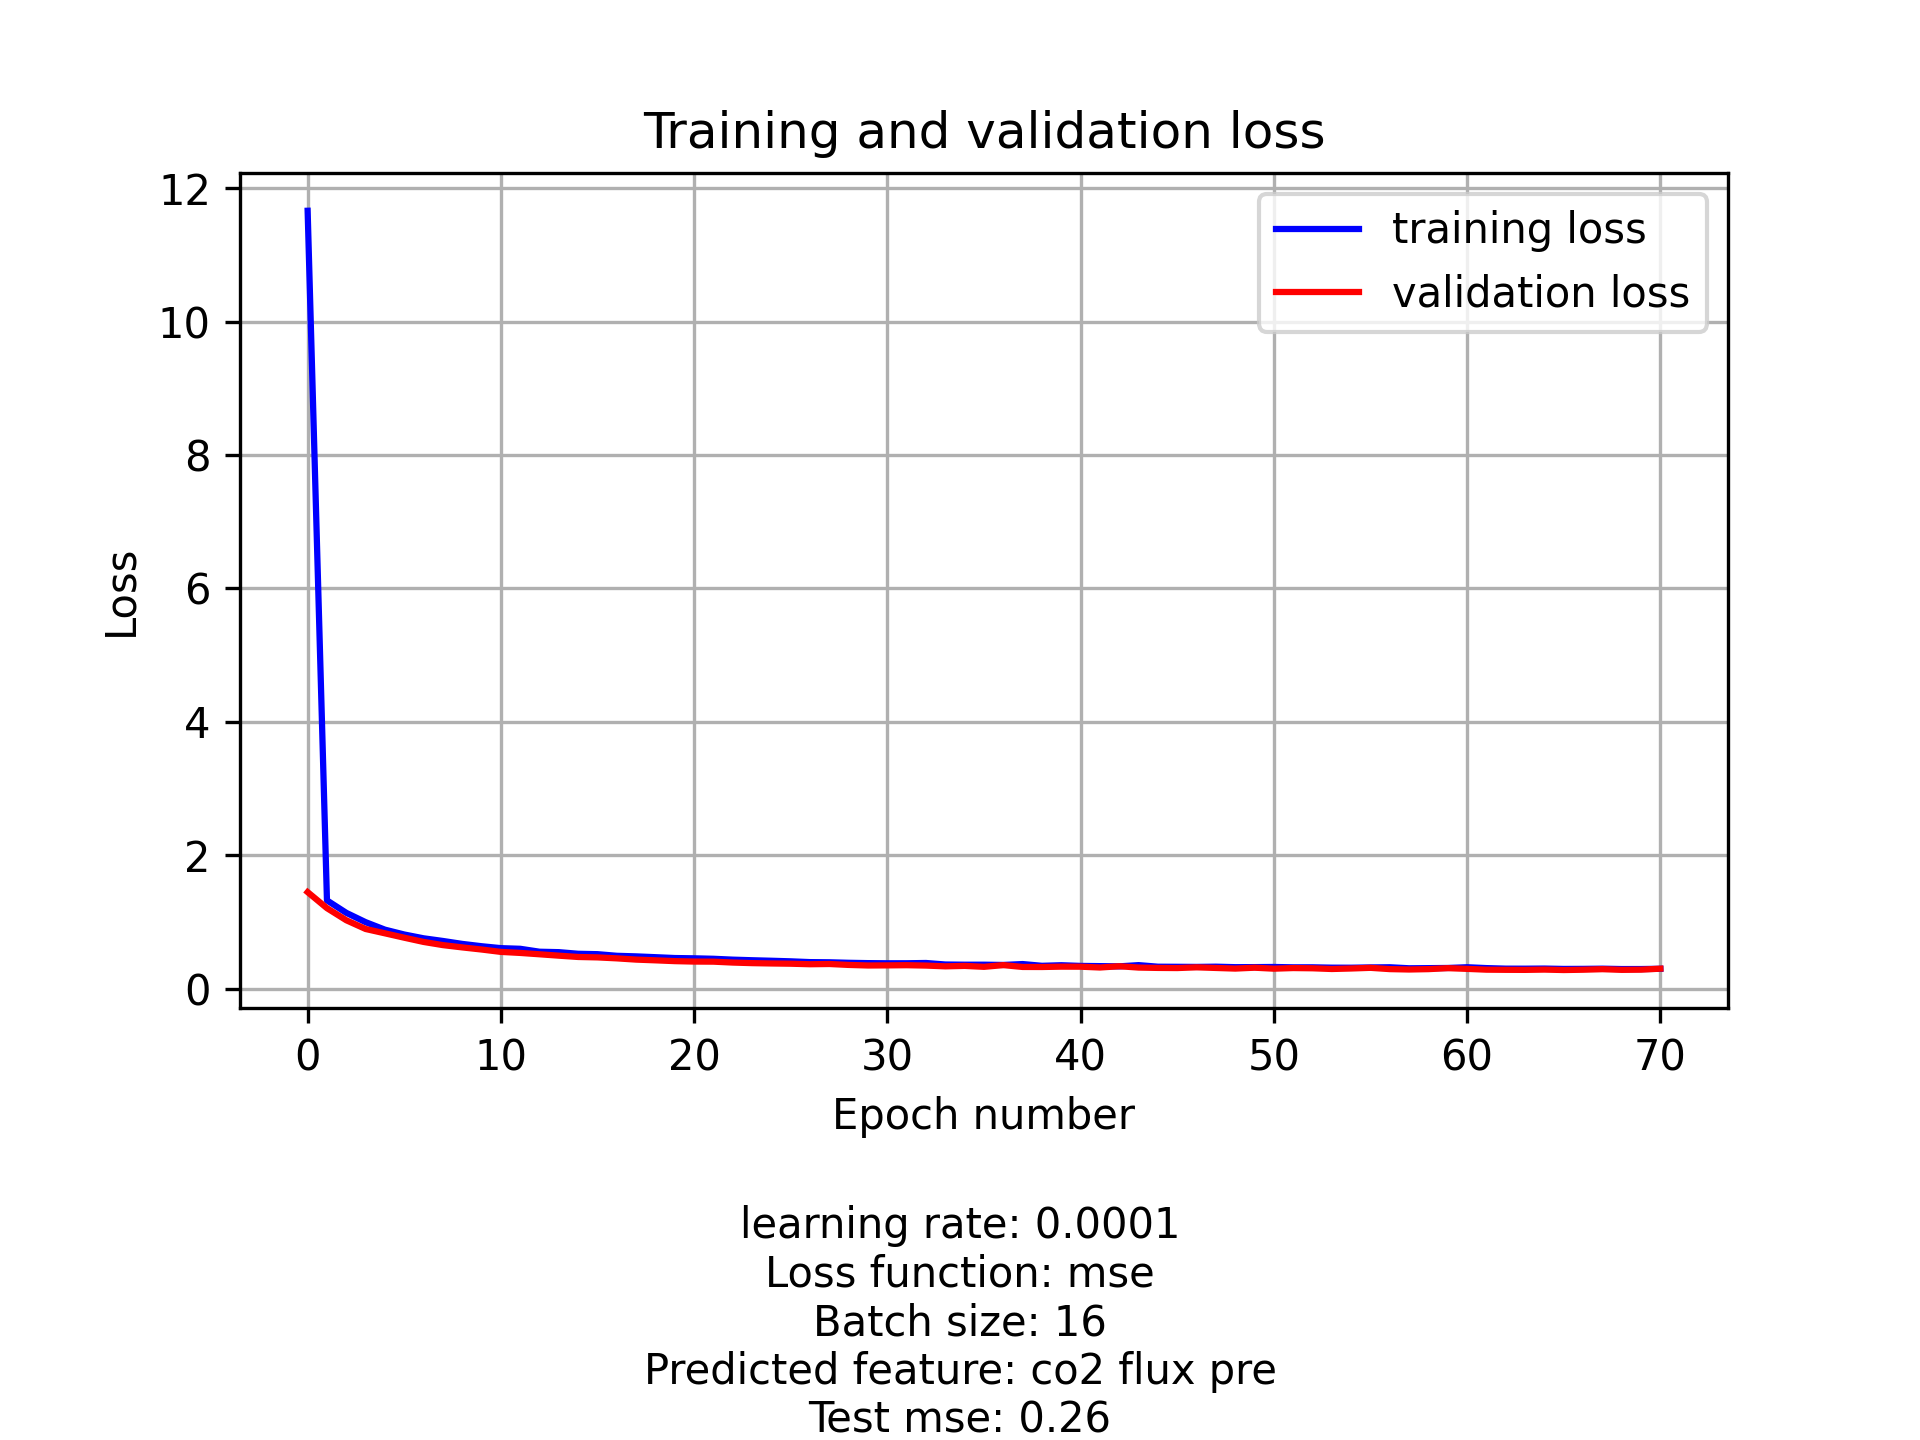 Training and validation loss
12
10
8
6
4
2
0
Loss
training loss
validation loss
0 10 20 30 40 50 60 70
Epoch number
learning rate: 0.0001
Loss function: mse
Batch size: 16
Predicted feature: co2 flux pre
Test mse: 0.26